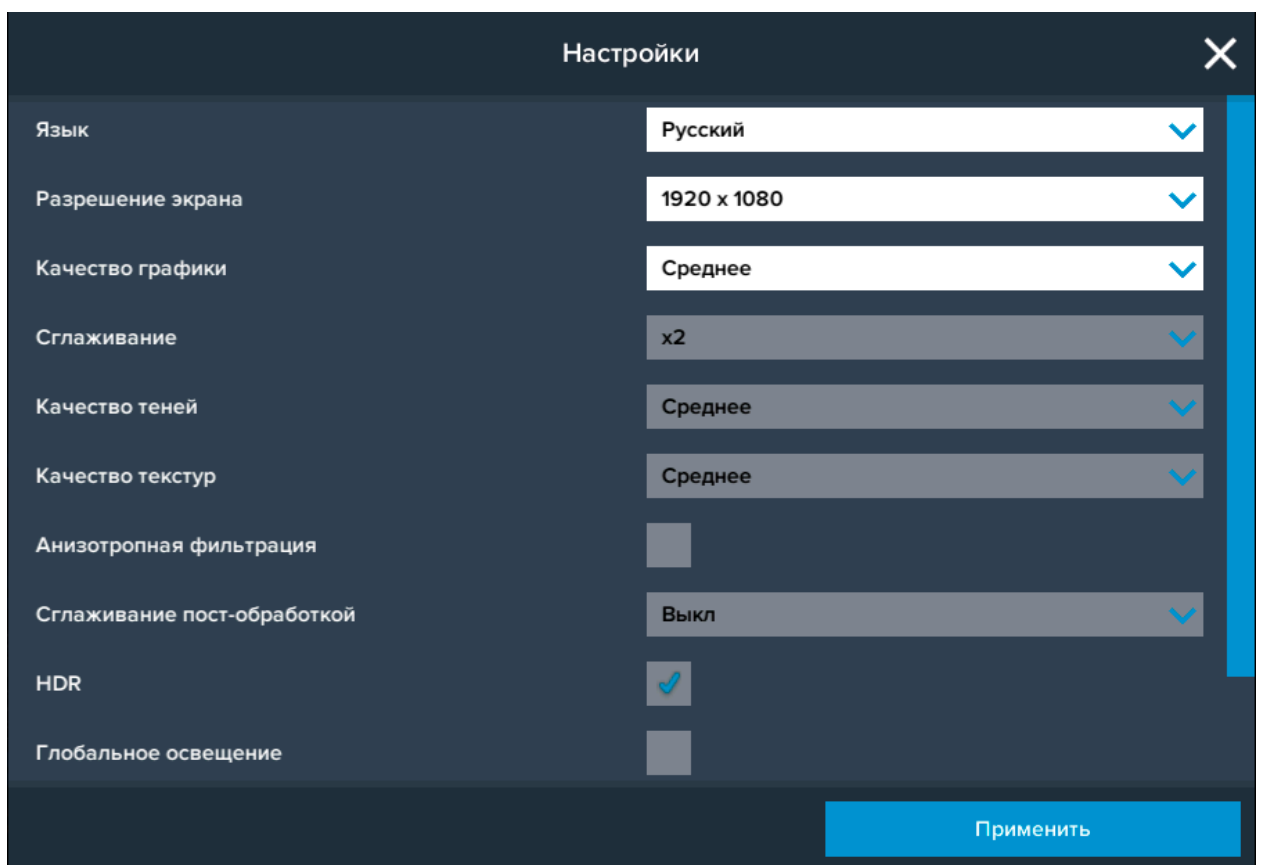 Настройки
Язык Русский
Разрешение экрана 1920 x 1080
Качество графики Среднее
Сглаживание x2
Качество теней Среднее
Качество текстур Среднее
Анизотропная фильтрация
Сглаживание пост-обработкой Выкл
HDR
Глобальное освещение
Применить